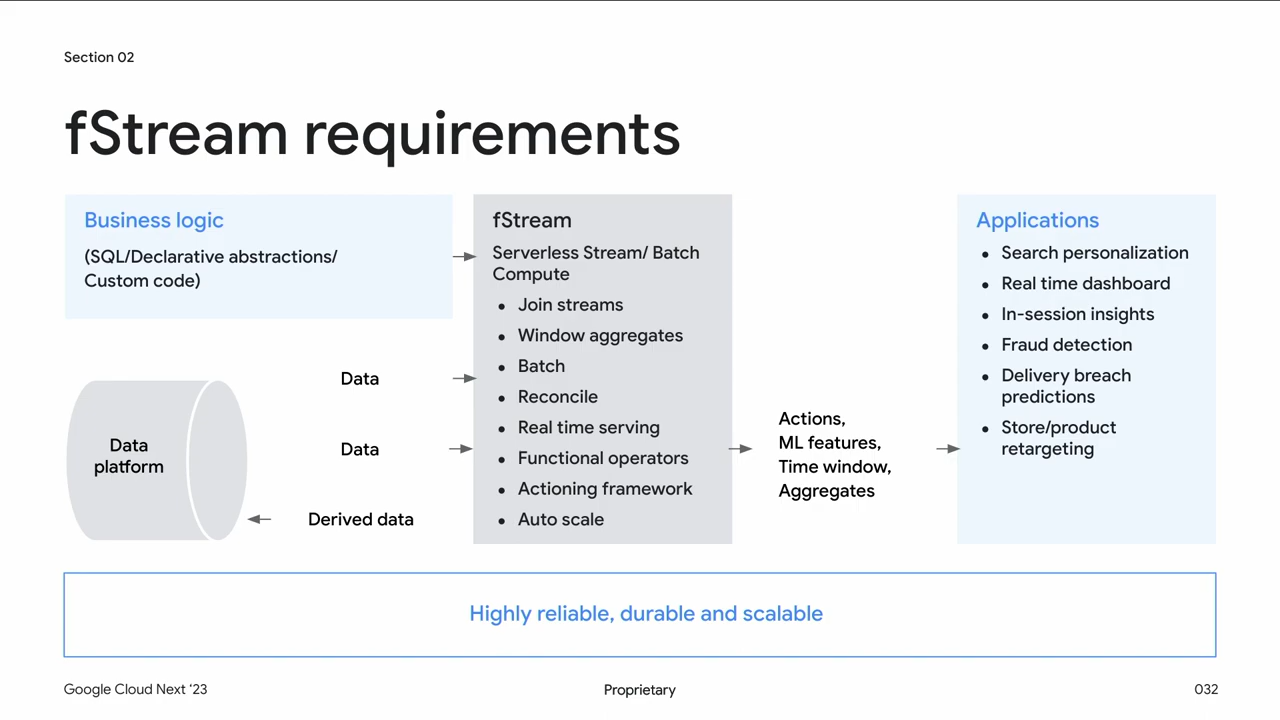 Section 02
fStream requirements
Business logic
(SQL/Declarative abstractions/
Custom code)
Data
platform
Data
Data
Derived data
fStream
Serverless Stream/ Batch
Compute
• Join streams
• Window aggregates
• Batch
• Reconcile
• Real time serving
• Functional operators
• Actioning framework
• Auto scale
Actions,
ML features,
Time window,
Aggregates
Applications
• Search personalization
• Real time dashboard
• In-session insights
• Fraud detection
• Delivery breach
predictions
• Store/product
retargeting
Highly reliable, durable and scalable
Google Cloud Next ‘23
Proprietary
032